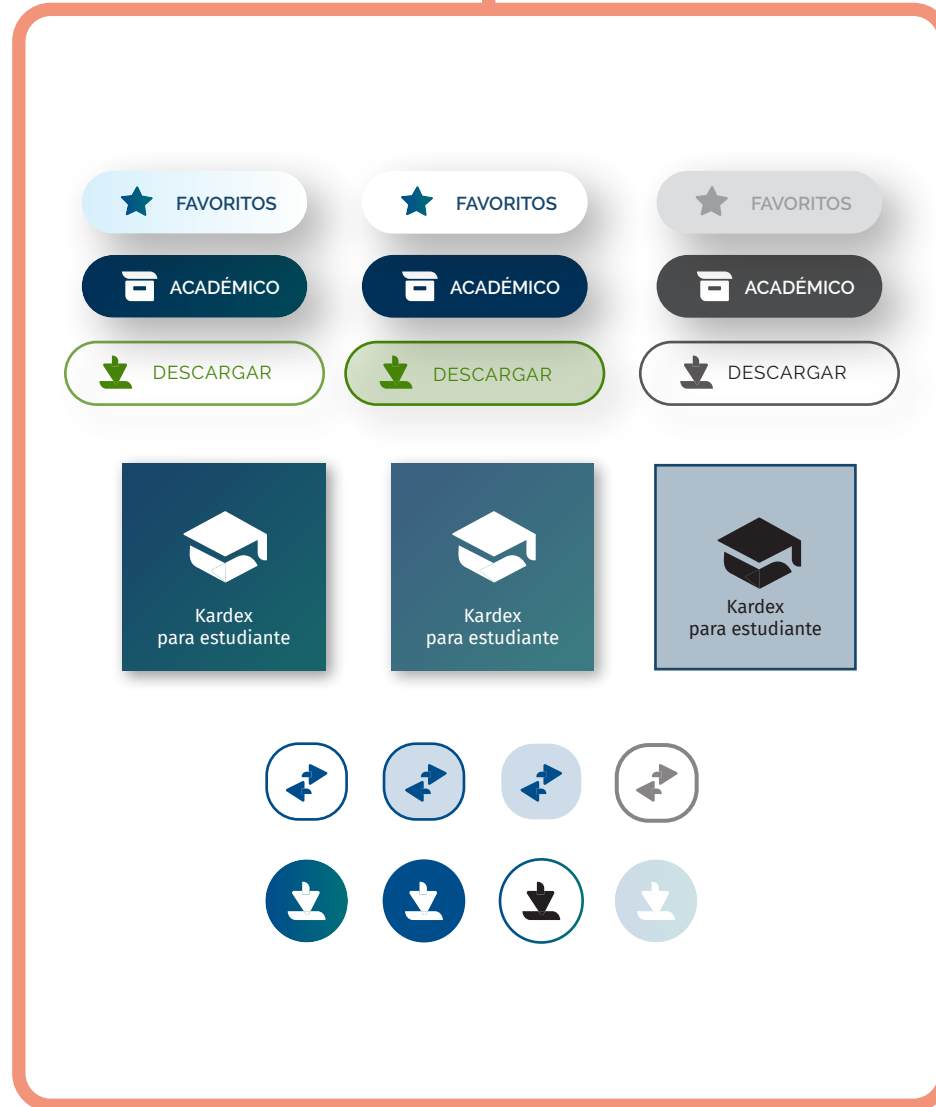 FAVORITOS
FAVORITOS
FAVORITOS
ACADÉMICO
ACADÉMICO
ACADÉMICO
DESCARGAR
DESCARGAR
DESCARGAR
Kardex
para estudiante
Kardex
para estudiante
Kardex
para estudiante